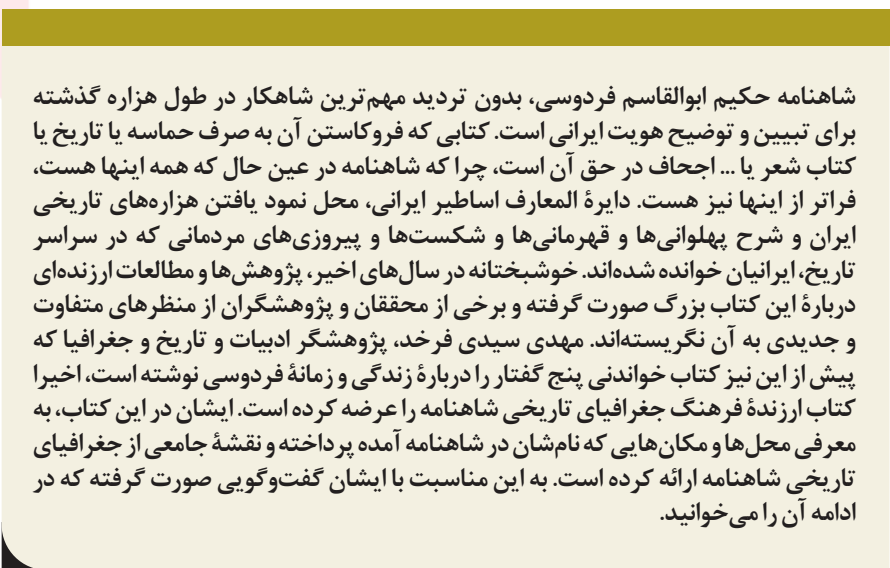 شاهنامه حکیم ابوالقاسم فردوسی، بدون تردید مهم‌ترین شاهکار در طول هزاره گذشته
برای تبیین و توضیح هویت ایرانی است. کتابی که فروکاستن آن به صرف حماسه یا تاریخ یا
کتاب شعر یا ... اجحاف در حق آن است، چرا که شاهنامه در عین حال که همه اینها هست،
فراتر از اینها نیز هست. دایرهٔ المعارف اساطیر ایرانی، محل نمود یافتن هزاره‌های تاریخی
ایران و شرح پهلوانی‌ها و قهرمانی‌ها و شکست‌ها و پیروزی‌های مردمانی که در سراسر
تاریخ، ایرانیان خوانده شده‌اند. خوشبختانه در سال‌های اخیر، پژوهش‌ها و مطالعات ارزنده‌ای
دربارهٔ این کتاب بزرگ صورت گرفته و برخی از محققان و پژوهشگران از منظرهای متفاوت
و جدیدی به آن نگریسته‌اند. مهدی سیدی فرخد، پژوهشگر ادبیات و تاریخ و جغرافیا که
پیش از این نیز کتاب خواندنی پنج گفتار را دربارهٔ زندگی و زمانهٔ فردوسی نوشته است، اخیرا
کتاب ارزندهٔ فرهنگ جغرافیای تاریخی شاهنامه را عرضه کرده است. ایشان در این کتاب، به
معرفی محل‌ها و مکان‌هایی که نام‌شان در شاهنامه آمده پرداخته و نقشهٔ جامعی از جغرافیای
تاریخی شاهنامه ارائه کرده است. به این مناسبت با ایشان گفت‌وگویی صورت گرفته که در
ادامه آن را می‌خوانید.